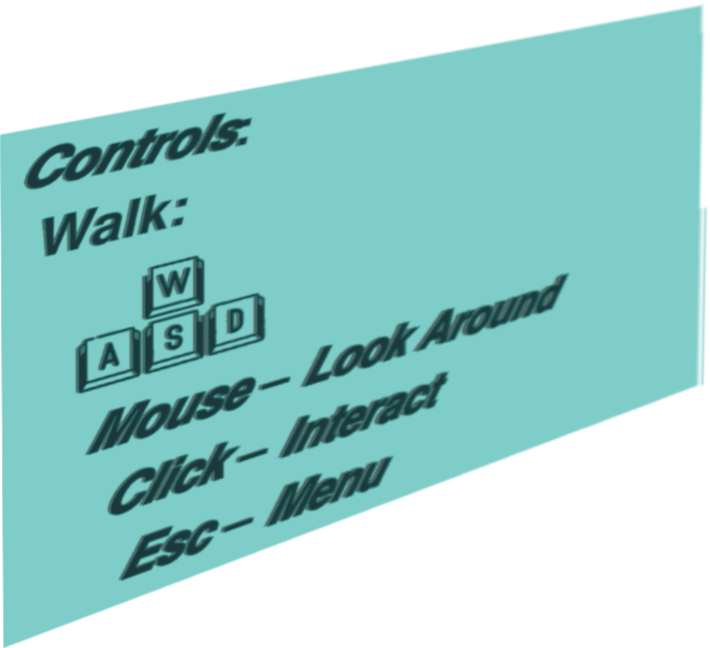 Controls:
Walk:
W
A S D
Mouse – Look Around
Click – Interact
Esc – Menu